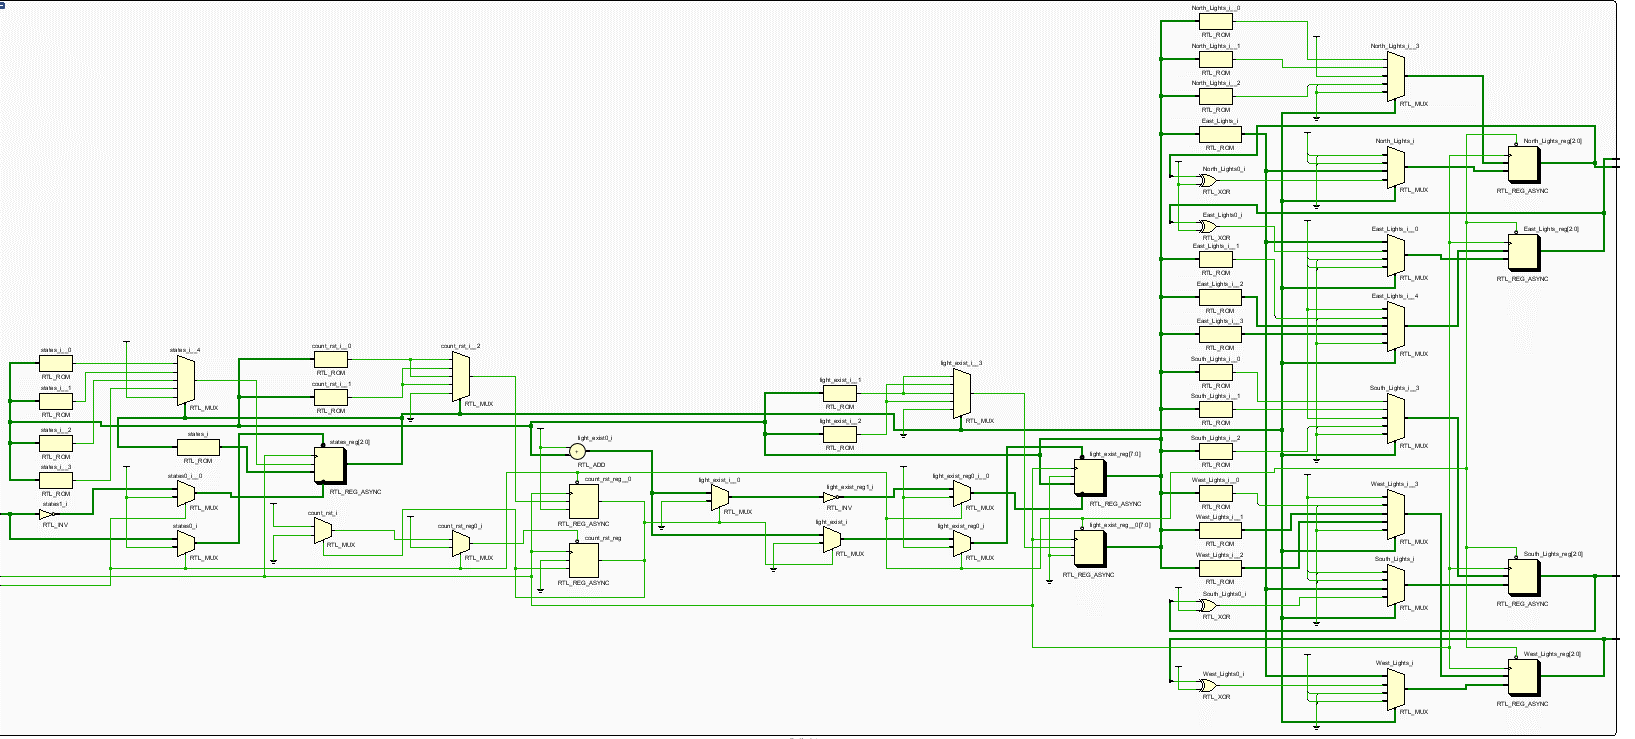 North_Lights_i__0
RTL_ROM
North_Lights_i__1
RTL_ROM
North_Lights_i__2
RTL_ROM
East_Lights_i
RTL_ROM
North_Lights_i__3
RTL_MUX
North_Lights_i
RTL_MUX
North_Lights_reg[2:0]
RTL_REG_ASYNC
North_Lights0_i
RTL_XOR
East_Lights0_i
RTL_XOR
East_Lights_i__0
RTL_MUX
East_Lights_reg[2:0]
RTL_REG_ASYNC
East_Lights_i__1
RTL_ROM
East_Lights_i__2
RTL_ROM
East_Lights_i__3
RTL_ROM
East_Lights_i__4
RTL_MUX
South_Lights_i__0
RTL_ROM
South_Lights_i__1
RTL_ROM
South_Lights_i__2
RTL_ROM
South_Lights_i__3
RTL_MUX
West_Lights_i__0
RTL_ROM
West_Lights_i__1
RTL_ROM
West_Lights_i__2
RTL_ROM
West_Lights_i__3
RTL_MUX
South_Lights_i
RTL_MUX
South_Lights_reg[2:0]
RTL_REG_ASYNC
South_Lights0_i
RTL_XOR
West_Lights0_i
RTL_XOR
West_Lights_i
RTL_MUX
West_Lights_reg[2:0]
RTL_REG_ASYNC
states_i__0
RTL_ROM
states_i__1
RTL_ROM
states_i__2
RTL_ROM
states_i__3
RTL_ROM
states1_i
RTL_INV
states_i__4
RTL_MUX
states_i
RTL_ROM
states0_i__0
RTL_MUX
states0_i
RTL_MUX
states_reg[2:0]
RTL_REG_ASYNC
count_rst_i__0
RTL_ROM
count_rst_i__1
RTL_ROM
count_rst_i__2
RTL_MUX
count_rst_i
RTL_MUX
count_rst_reg0_i
RTL_MUX
light_exist0_i
+
RTL_ADD
count_rst_reg__0
RTL_REG_ASYNC
count_rst_reg
RTL_REG_ASYNC
light_exist_i__0
RTL_MUX
light_exist_i__1
RTL_ROM
light_exist_i__2
RTL_ROM
light_exist_reg1_i
RTL_INV
light_exist_i
RTL_MUX
light_exist_i__3
RTL_MUX
light_exist_reg0_i__0
RTL_MUX
light_exist_reg0_i
RTL_MUX
light_exist_reg[7:0]
RTL_REG_ASYNC
light_exist_reg__0[7:0]
RTL_REG_ASYNC